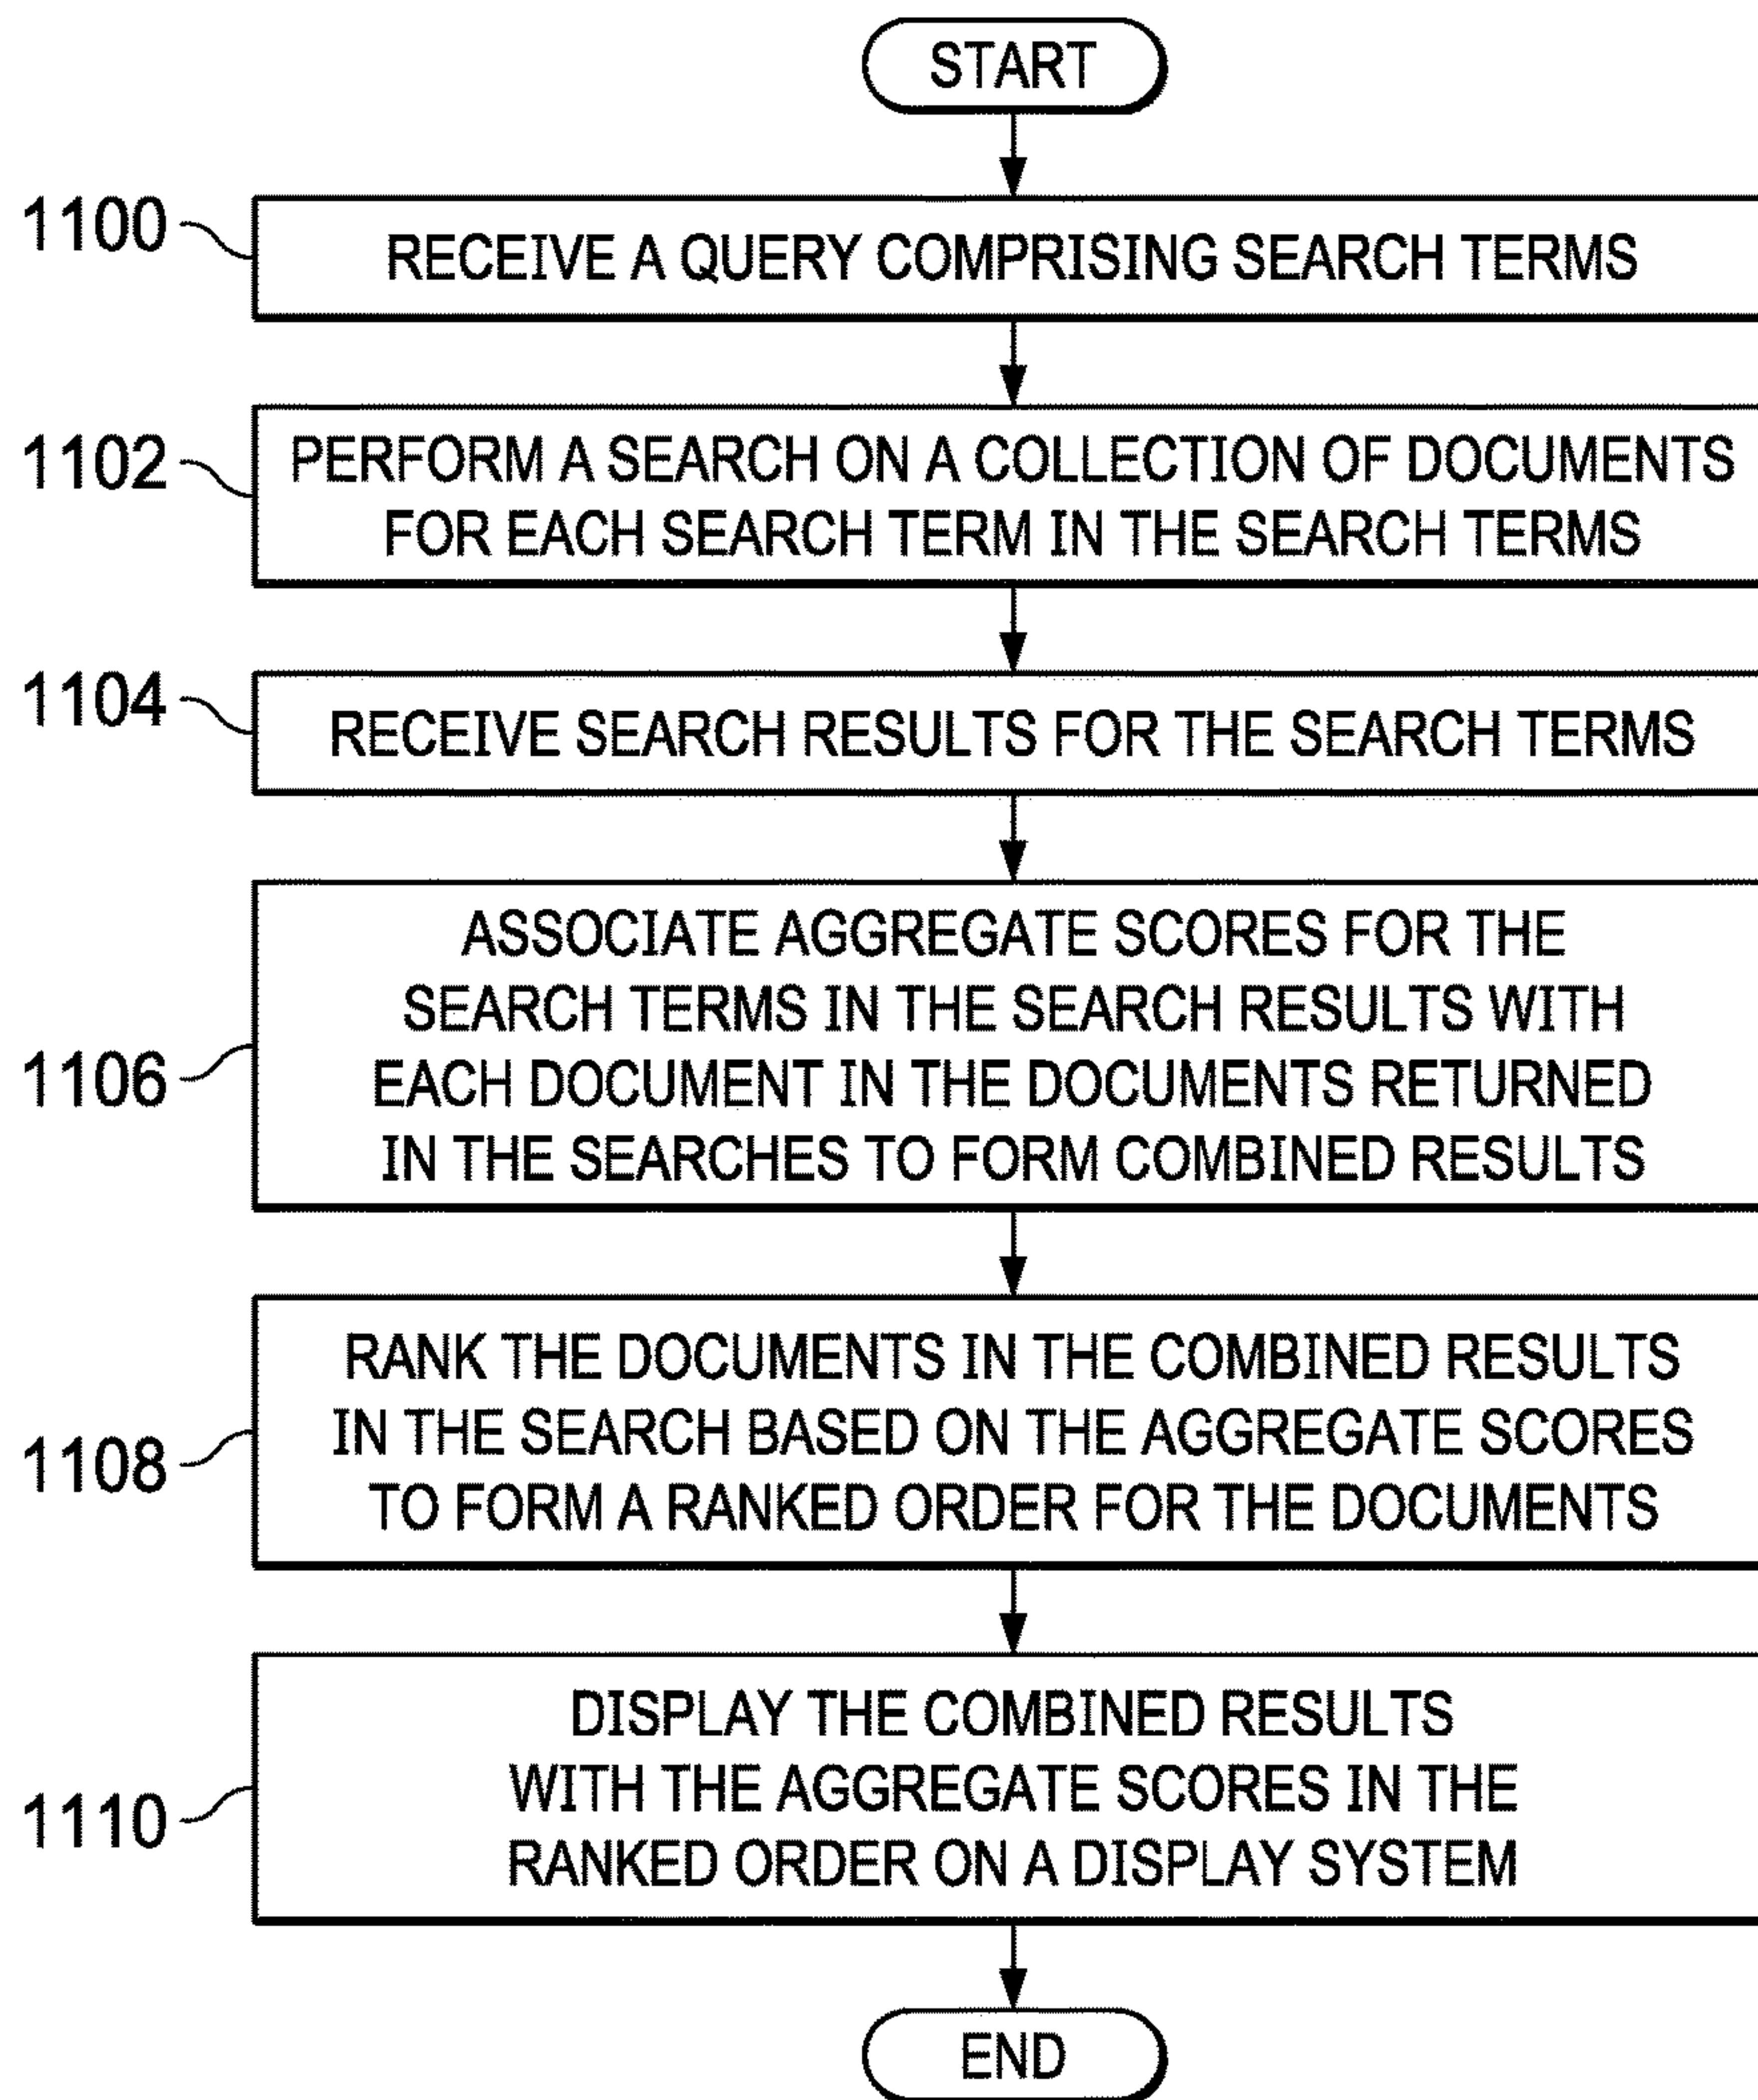 START
1100
RECEIVE A QUERY COMPRISING SEARCH TERMS
1102
PERFORM A SEARCH ON A COLLECTION OF DOCUMENTS
FOR EACH SEARCH TERM IN THE SEARCH TERMS
1104
RECEIVE SEARCH RESULTS FOR THE SEARCH TERMS
1106
ASSOCIATE AGGREGATE SCORES FOR THE
SEARCH TERMS IN THE SEARCH RESULTS WITH
EACH DOCUMENT IN THE DOCUMENTS RETURNED
IN THE SEARCHES TO FORM COMBINED RESULTS
1108
RANK THE DOCUMENTS IN THE COMBINED RESULTS
IN THE SEARCH BASED ON THE AGGREGATE SCORES
TO FORM A RANKED ORDER FOR THE DOCUMENTS
1110
DISPLAY THE COMBINED RESULTS
WITH THE AGGREGATE SCORES IN THE
RANKED ORDER ON A DISPLAY SYSTEM
END